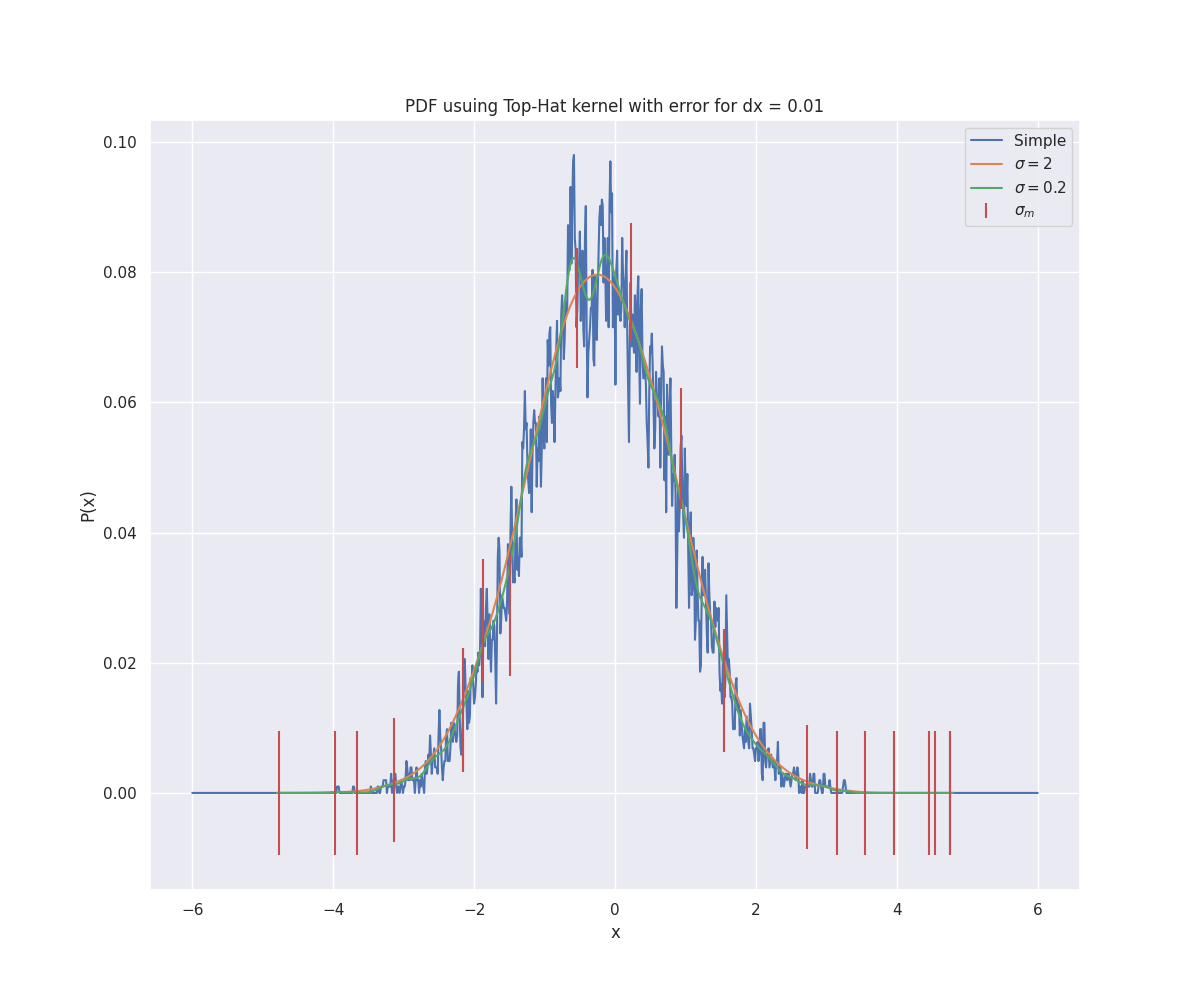 PDF usuing Top-Hat kernel with error for dx = 0.01
Simple
σ = 2
σ = 0.2
σm
P(x)
0.10
0.08
0.06
0.04
0.02
0.00
−6 −4 −2 0 2 4 6
x